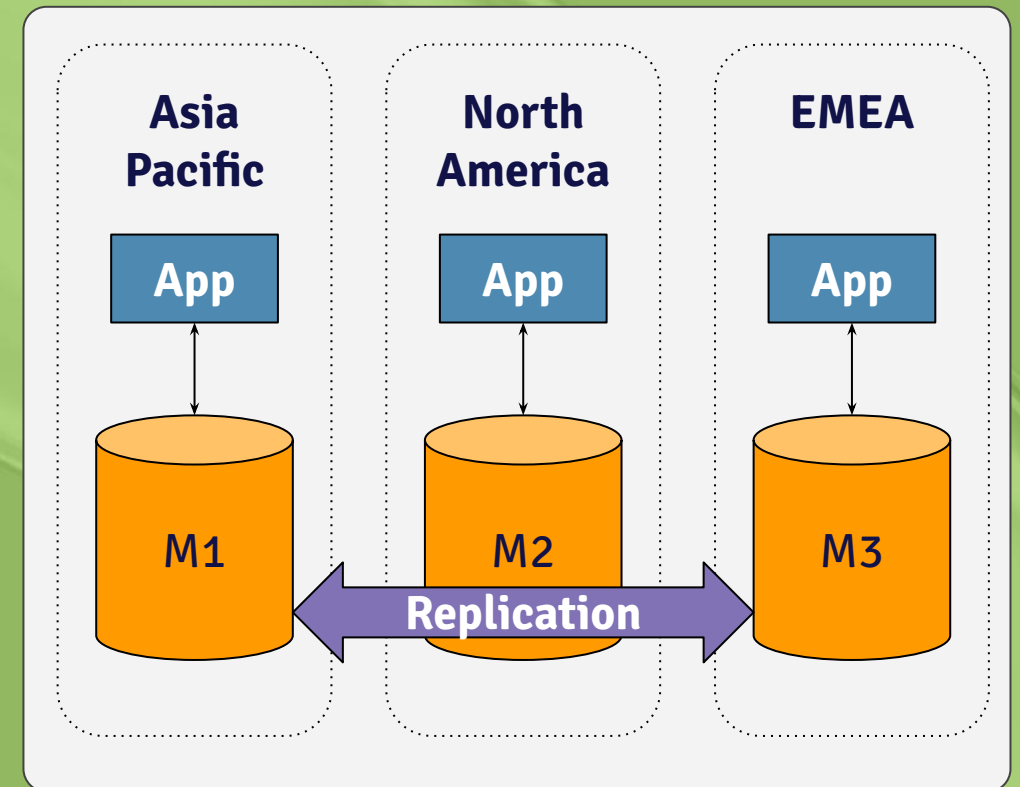 Asia
Pacific
North
America
EMEA
App
App
App
M1
M2
M3
Replication